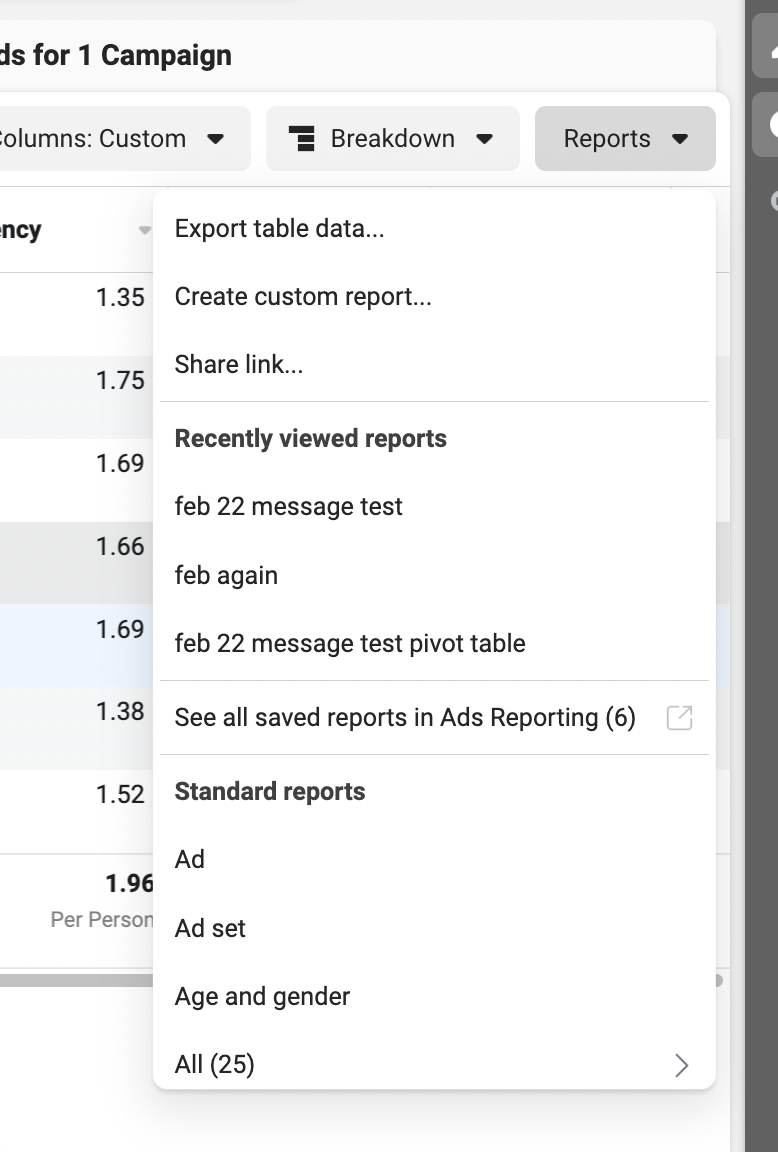 ds for 1 Campaign
Columns: Custom
Breakdown
Reports
ency
1.35
1.75
1.69
1.66
1.69
1.38
1.52
1.96
Per Person
Export table data...
Create custom report...
Share link...
Recently viewed reports
feb 22 message test
feb again
feb 22 message test pivot table
See all saved reports in Ads Reporting (6)
Standard reports
Ad
Ad set
Age and gender
All (25)